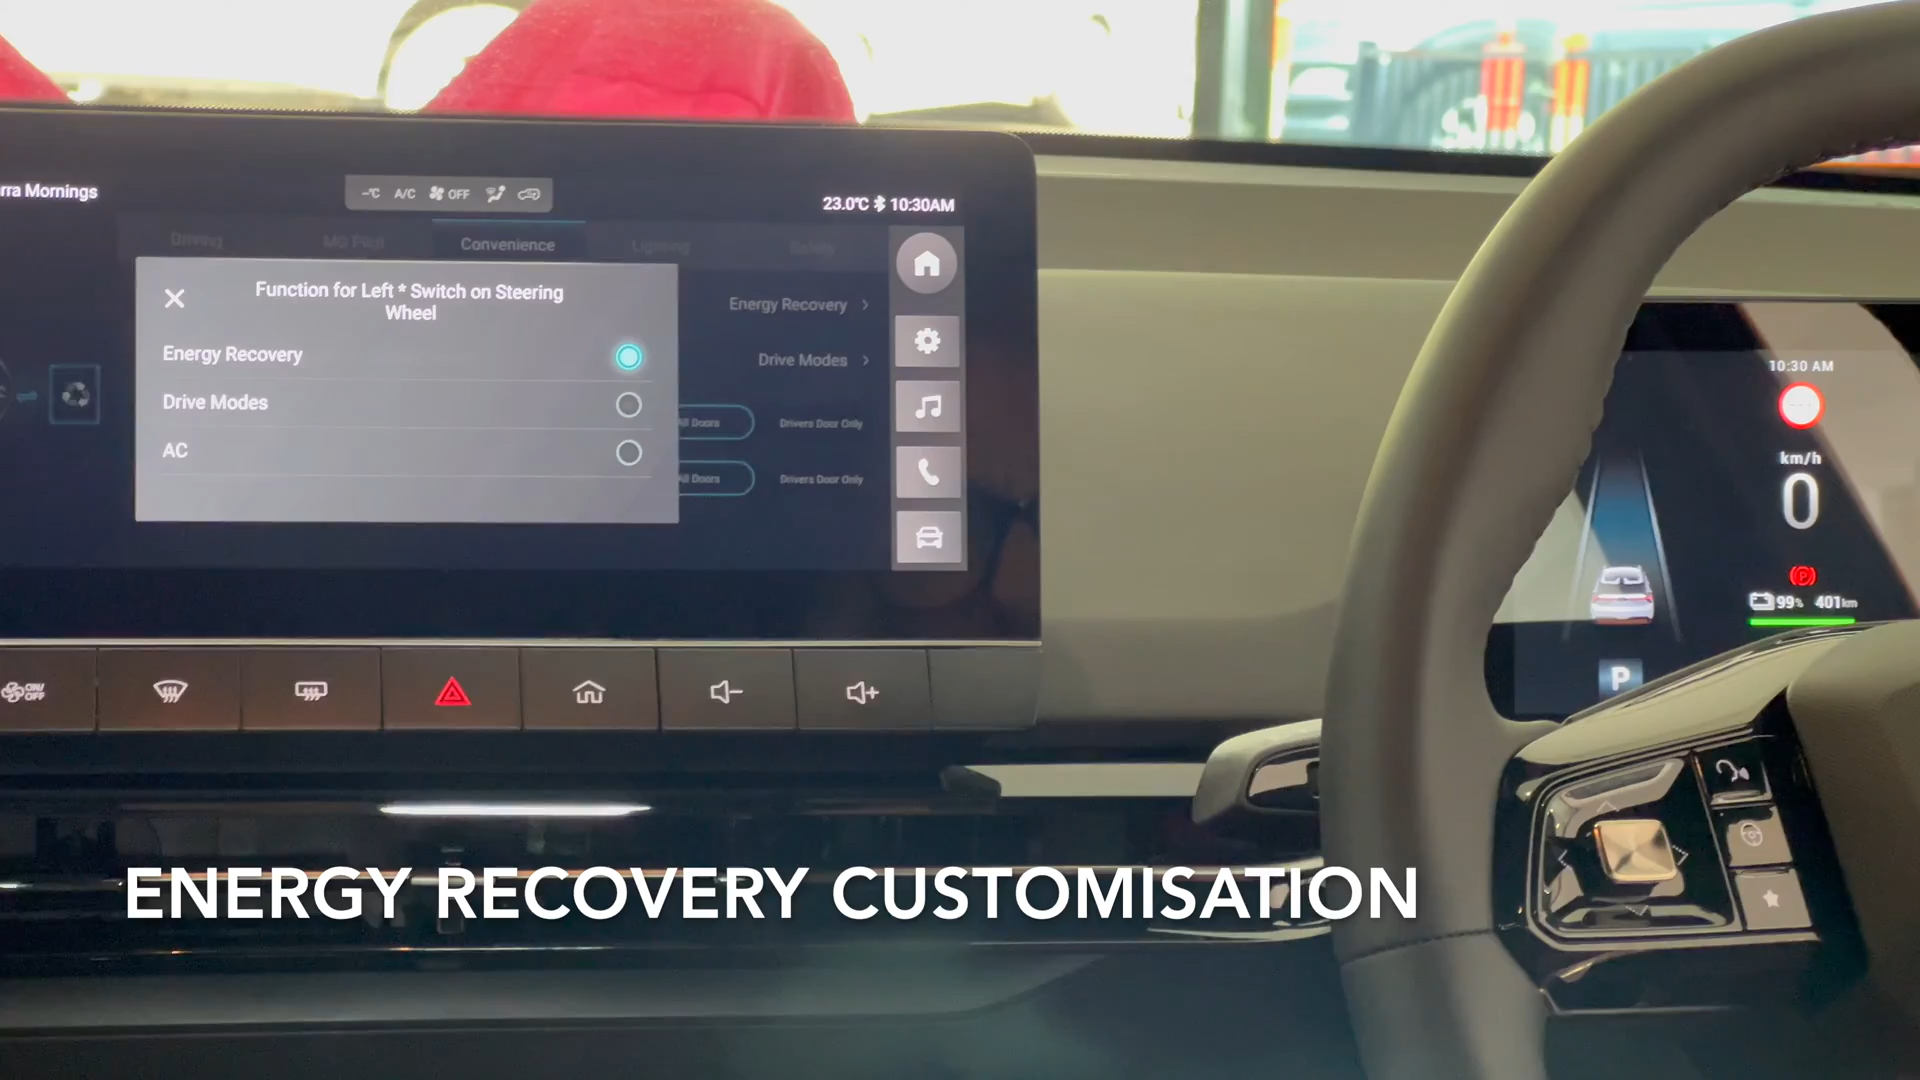 rra Mornings
A/C OFF
23.0°C 10:30AM
Driving MG Pilot Convenience Lighting Safety
Function for Left * Switch on Steering
Wheel
Energy Recovery
Drive Modes
AC
Energy Recovery >
Drive Modes >
All Doors Drivers Door Only
All Doors Drivers Door Only
ON/
OFF
10:30 AM
km/h
0
99% 401km
P
ENERGY RECOVERY CUSTOMISATION